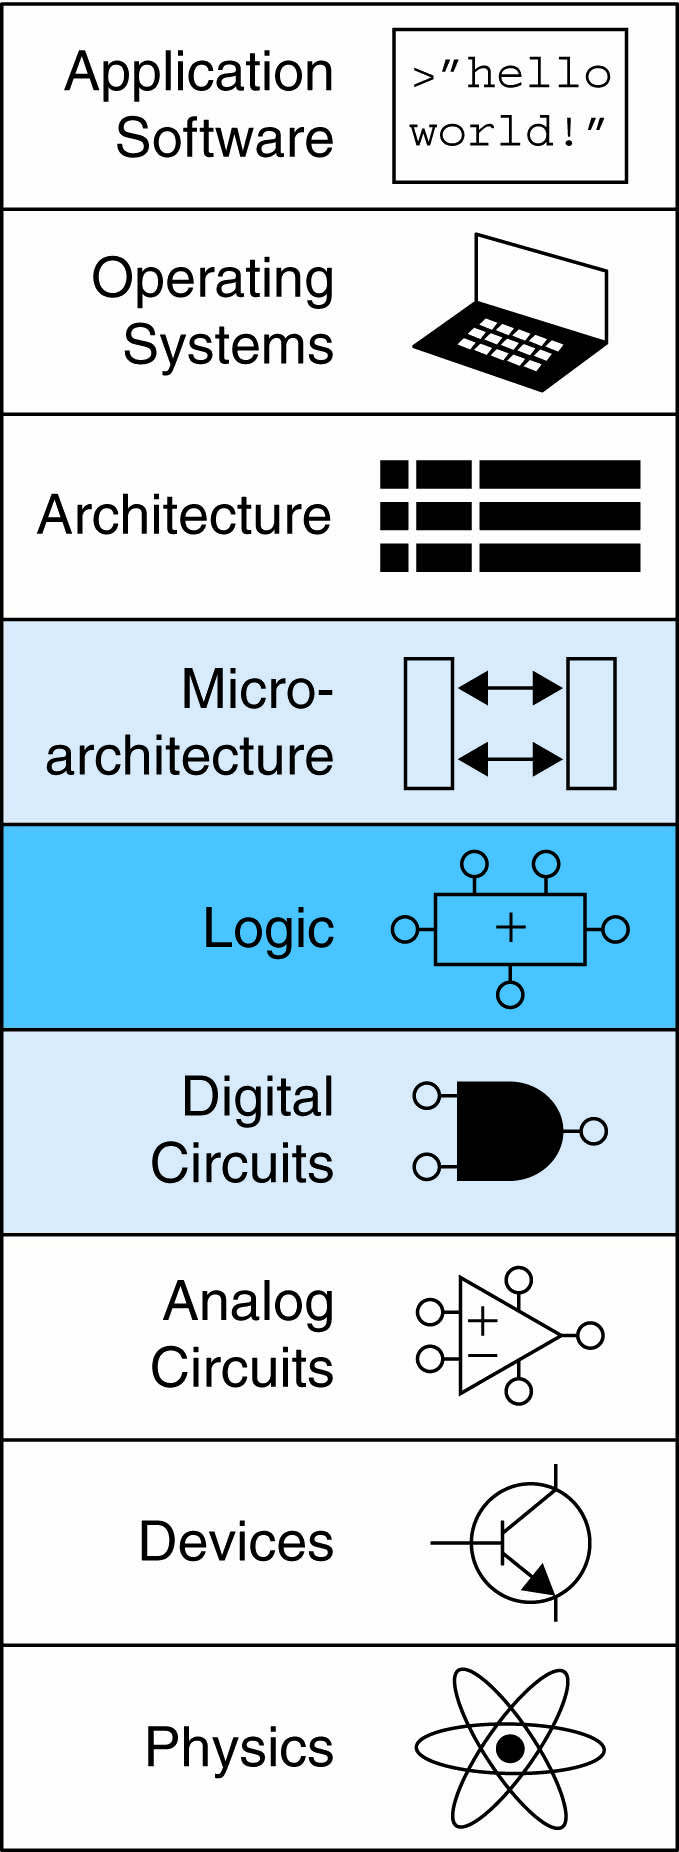 Application
Software
>"hello
world!"
Operating
Systems
Architecture
Micro-
architecture
Logic
+
Digital
Circuits
Analog
Circuits
+
−
Devices
Physics